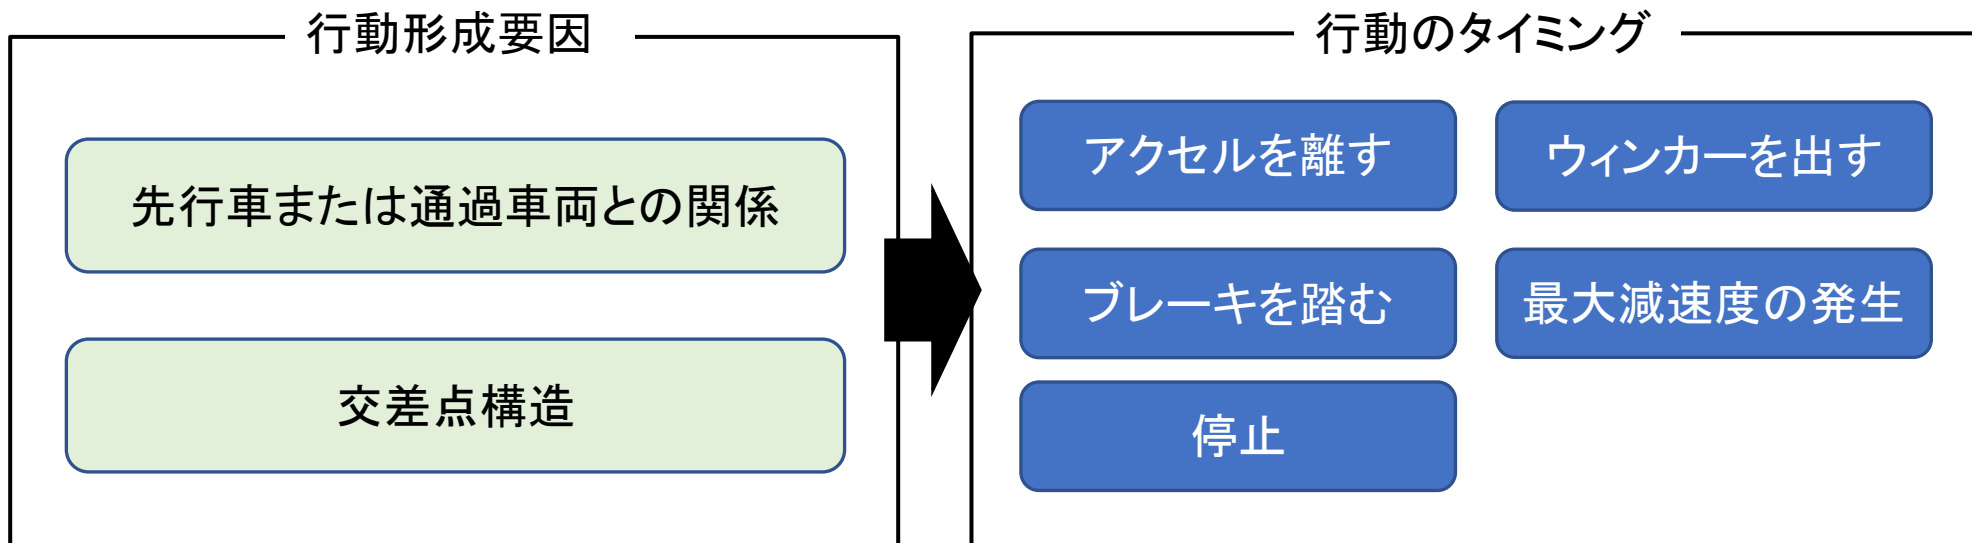 行動形成要因
先行車または通過車両との関係
交差点構造
行動のタイミング
アクセルを離す
ウィンカーを出す
ブレーキを踏む
最大減速度の発生
停止